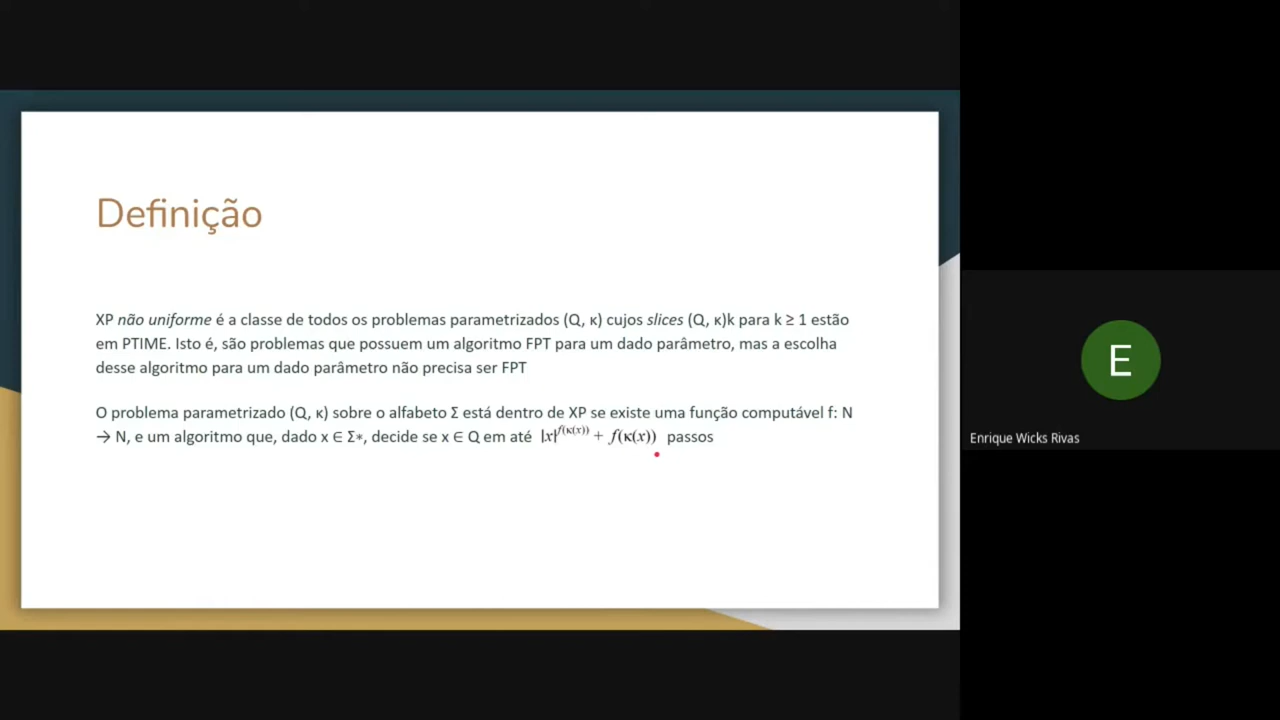 Definição
XP não uniforme é a classe de todos os problemas parametrizados (Q, κ) cujos slices (Q, κ)k para k ≥ 1 estão
em PTIME. Isto é, são problemas que possuem um algoritmo FPT para um dado parâmetro, mas a escolha
desse algoritmo para um dado parâmetro não precisa ser FPT
O problema parametrizado (Q, κ) sobre o alfabeto Σ está dentro de XP se existe uma função computável f: N
→ N, e um algoritmo que, dado x ∈ Σ∗, decide se x ∈ Q em até |x|^f(κ(x)) + f(κ(x)) passos
E
Enrique Wicks Rivas